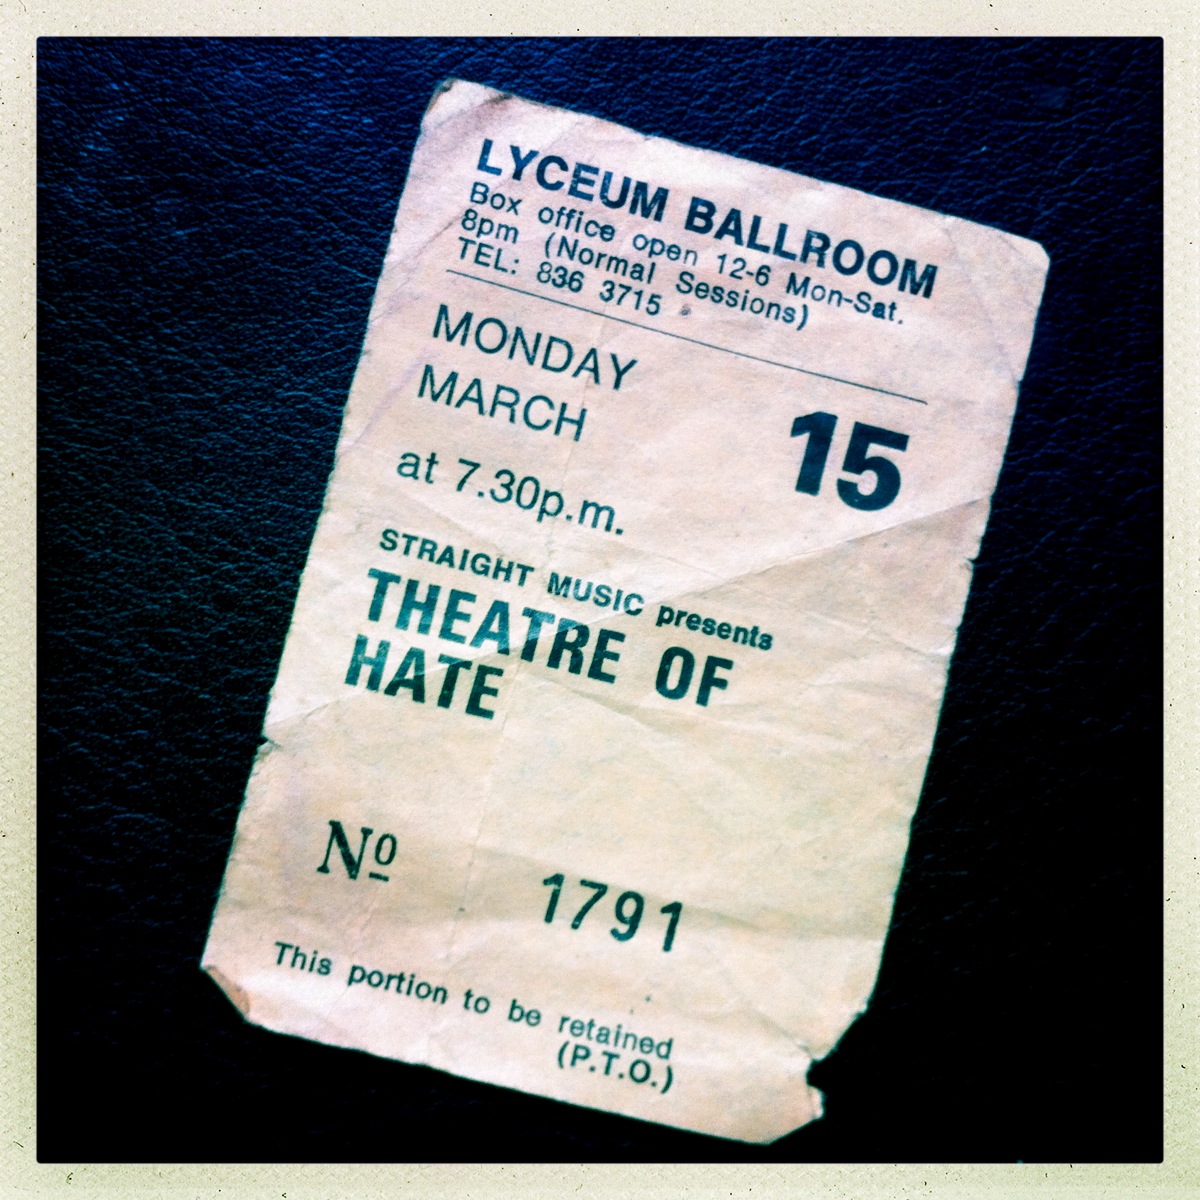 LYCEUM BALLROOM
Box office open 12-6 Mon-Sat.
8pm (Normal Sessions)
TEL: 836 3715
MONDAY
MARCH 15
at 7.30p.m.
STRAIGHT MUSIC presents
THEATRE OF
HATE
Nº 1791
This portion to be retained
(P.T.O.)